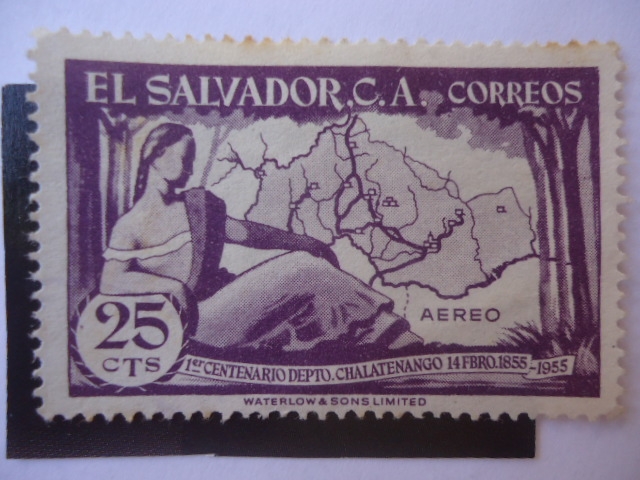 EL SALVADOR, C.A. CORREOS
AEREO
25
CTS
1er CENTENARIO DEPTO. CHALATENANGO 14 FBRO. 1855-1955
WATERLOW & SONS LIMITED